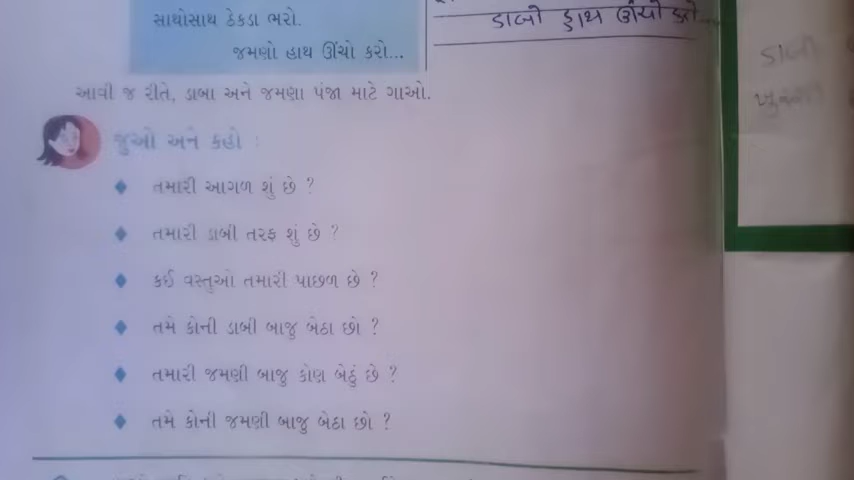 સાથોસાથ ઠેકડા ભરો.
જમણો હાથ ઊંચો કરો...
ડાબો હાથ ઊંચો કરો...
આવી જ રીતે, ડાબા અને જમણા પંજા માટે ગાઓ.
જુઓ અને કહો :
તમારી આગળ શું છે ?
તમારી ડાબી તરફ શું છે ?
કઈ વસ્તુઓ તમારી પાછળ છે ?
તમે કોની ડાબી બાજુ બેઠા છો ?
તમારી જમણી બાજુ કોણ બેઠું છે ?
તમે કોની જમણી બાજુ બેઠા છો ?
ડાબી